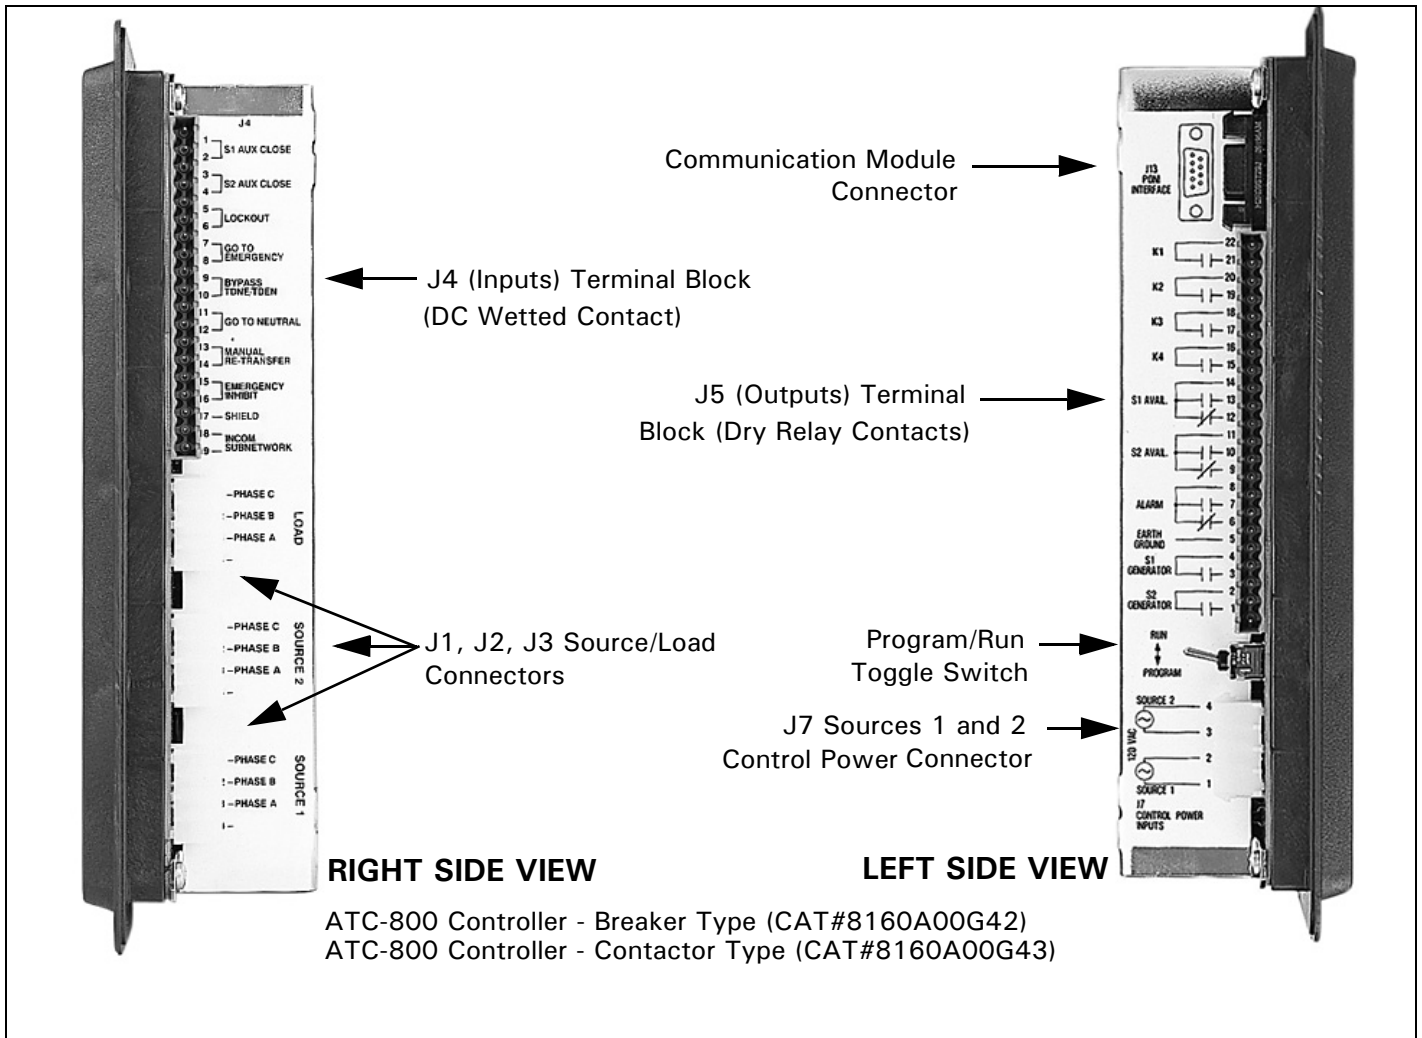 J4
1
2
S1 AUX CLOSE
3
4
S2 AUX CLOSE
5
6
LOCKOUT
7
8
GO TO
EMERGENCY
9
10
BYPASS
TDNE/TDEN
11
12
GO TO NEUTRAL
13
14
MANUAL
RE-TRANSFER
15
16
EMERGENCY
INHIBIT
17 – SHIELD
18
19
INCOM
SUBNETWORK
PHASE C
PHASE B
PHASE A
LOAD
PHASE C
PHASE B
PHASE A
SOURCE 2
PHASE C
PHASE B
PHASE A
SOURCE 1
J4 (Inputs) Terminal Block
(DC Wetted Contact)
J1, J2, J3 Source/Load
Connectors
RIGHT SIDE VIEW
Communication Module
Connector
J5 (Outputs) Terminal
Block (Dry Relay Contacts)
Program/Run
Toggle Switch
J7 Sources 1 and 2
Control Power Connector
LEFT SIDE VIEW
J13
PONI
INTERFACE
K1
22
21
K2
20
19
K3
18
17
K4
16
15
S1 AVAIL.
14
13
12
S2 AVAIL.
11
10
9
ALARM
8
7
6
EARTH
GROUND
5
S1
GENERATOR
4
3
S2
GENERATOR
2
1
RUN
PROGRAM
SOURCE 2
4
3
120 VAC
2
1
SOURCE 1
J7
CONTROL POWER
INPUTS
ATC-800 Controller - Breaker Type (CAT#8160A00G42)
ATC-800 Controller - Contactor Type (CAT#8160A00G43)